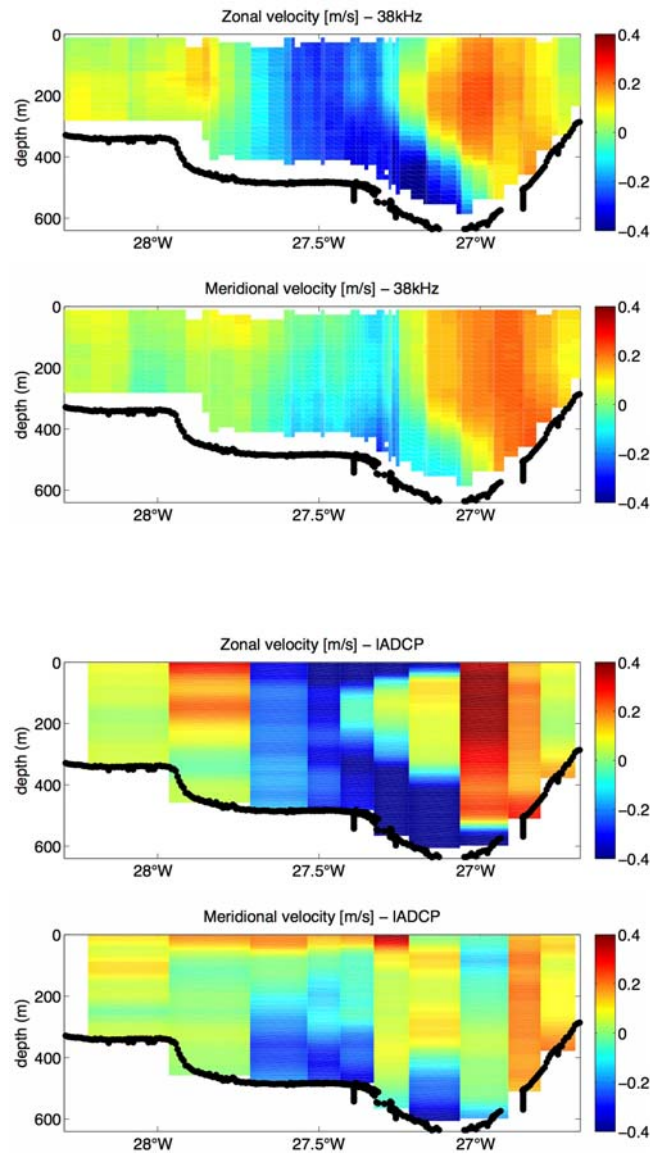 Zonal velocity [m/s] – 38kHz
0
200
400
600
depth (m)
28°W
27.5°W
27°W
0.4
0.2
0
−0.2
−0.4
Meridional velocity [m/s] – 38kHz
0
200
400
600
depth (m)
28°W
27.5°W
27°W
0.4
0.2
0
−0.2
−0.4
Zonal velocity [m/s] – lADCP
0
200
400
600
depth (m)
28°W
27.5°W
27°W
0.4
0.2
0
−0.2
−0.4
Meridional velocity [m/s] – lADCP
0
200
400
600
depth (m)
28°W
27.5°W
27°W
0.4
0.2
0
−0.2
−0.4